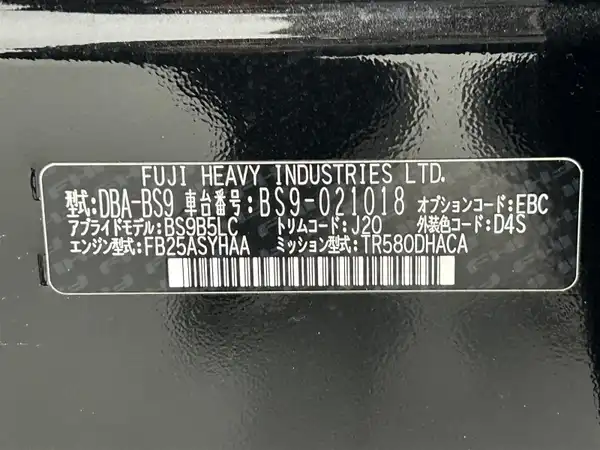 FUJI HEAVY INDUSTRIES LTD.
型式:DBA-BS9 車台番号:BS9-021018 オプションコード:EBC
アプライドモデル:BS9B5LC トリムコード:J20 外装色コード:D4S
エンジン型式:FB25ASYHAA ミッション型式:TR580DHACA